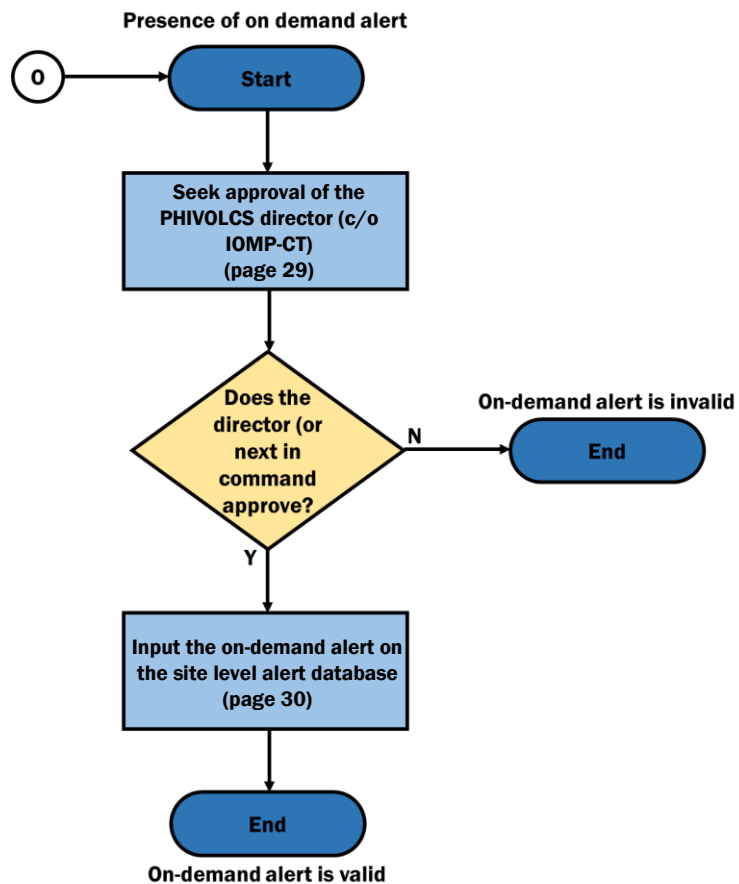 Presence of on demand alert
0
Start
Seek approval of the
PHIVOLCS director (c/o
IOMP-CT)
(page 29)
Does the
director (or
next in
command
approve?
N
On-demand alert is invalid
End
Y
Input the on-demand alert on
the site level alert database
(page 30)
End
On-demand alert is valid